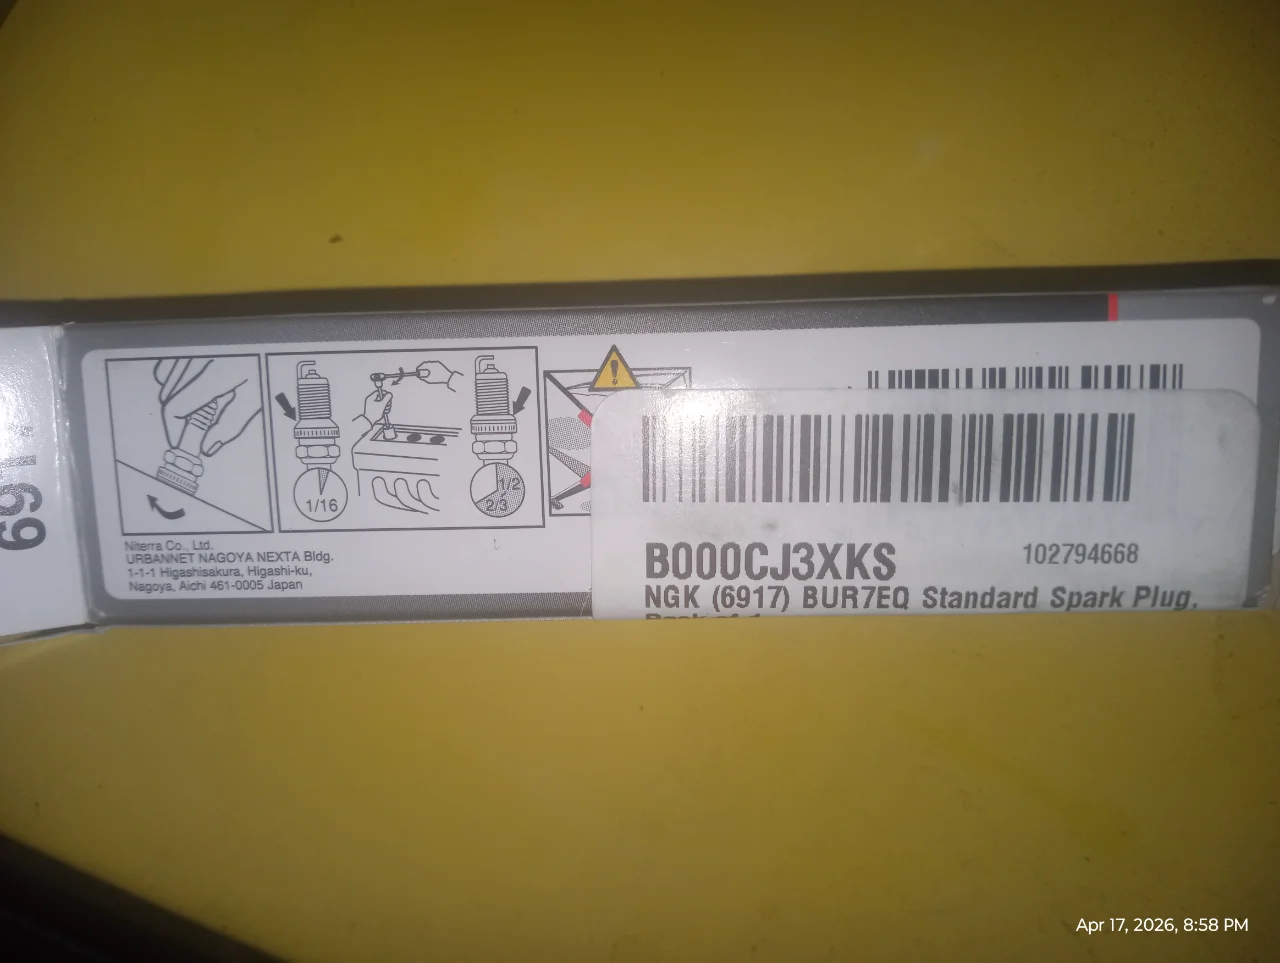 6917
1/16
1/2
2/3
Niterra Co., Ltd.
URBANNET NAGOYA NEXTA Bldg.
1-1-1 Higashisakura, Higashi-ku,
Nagoya, Aichi 461-0005 Japan
B000CJ3XKS 102794668
NGK (6917) BUR7EQ Standard Spark Plug,
Apr 17, 2026, 8:58 PM